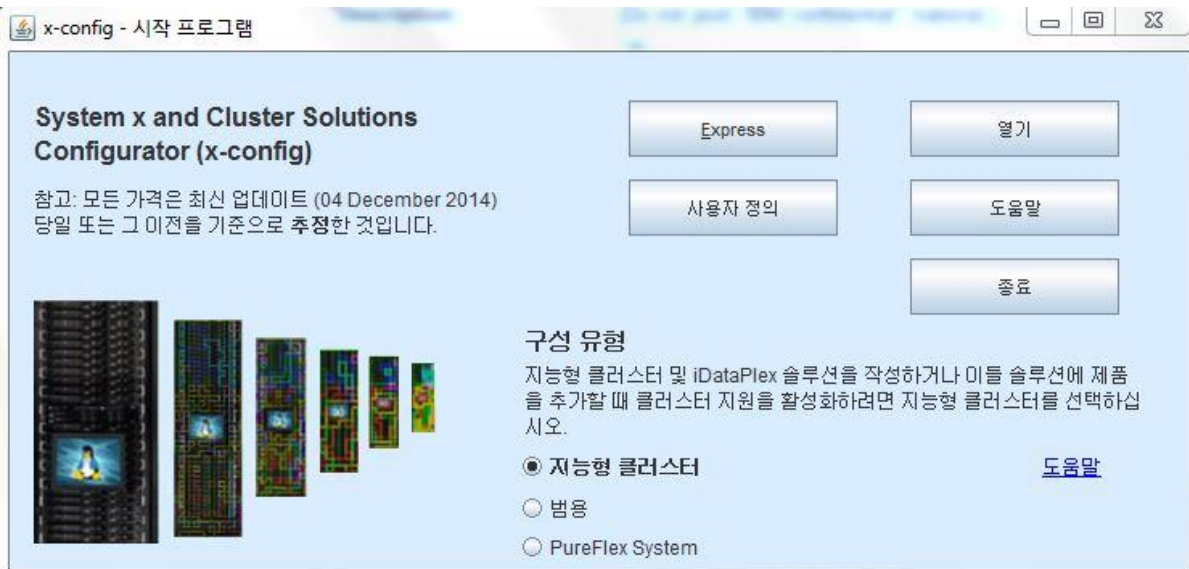 x-config - 시작 프로그램
System x and Cluster Solutions
Configurator (x-config)
참고: 모든 가격은 최신 업데이트 (04 December 2014)
당일 또는 그 이전을 기준으로 추정한 것입니다.
Express
열기
사용자 정의
도움말
종료
구성 유형
지능형 클러스터 및 iDataPlex 솔루션을 작성하거나 이들 솔루션에 제품
을 추가할 때 클러스터 지원을 활성화하려면 지능형 클러스터를 선택하십
시오.
지능형 클러스터
도움말
범용
PureFlex System